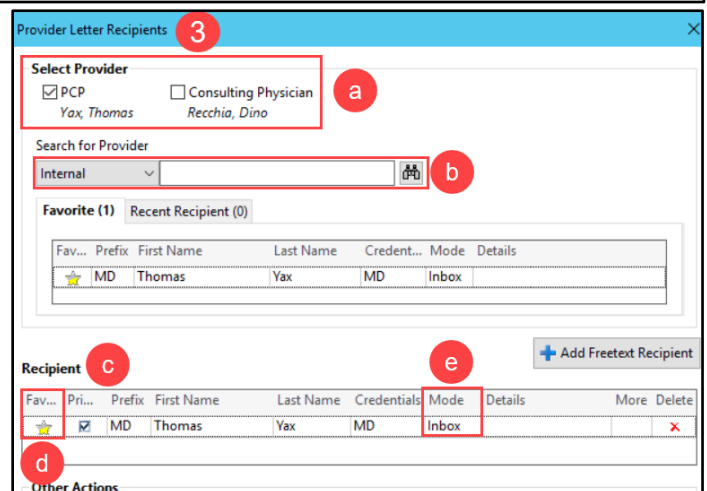 Provider Letter Recipients 3
Select Provider
PCP Consulting Physician a
Yax, Thomas Recchia, Dino
Search for Provider
Internal b
Favorite (1) Recent Recipient (0)
Fav... Prefix First Name Last Name Credent... Mode Details
MD Thomas Yax MD Inbox
Add Freetext Recipient
Recipient c e
Fav... Pri... Prefix First Name Last Name Credentials Mode Details More Delete
MD Thomas Yax MD Inbox
d
Other Actions